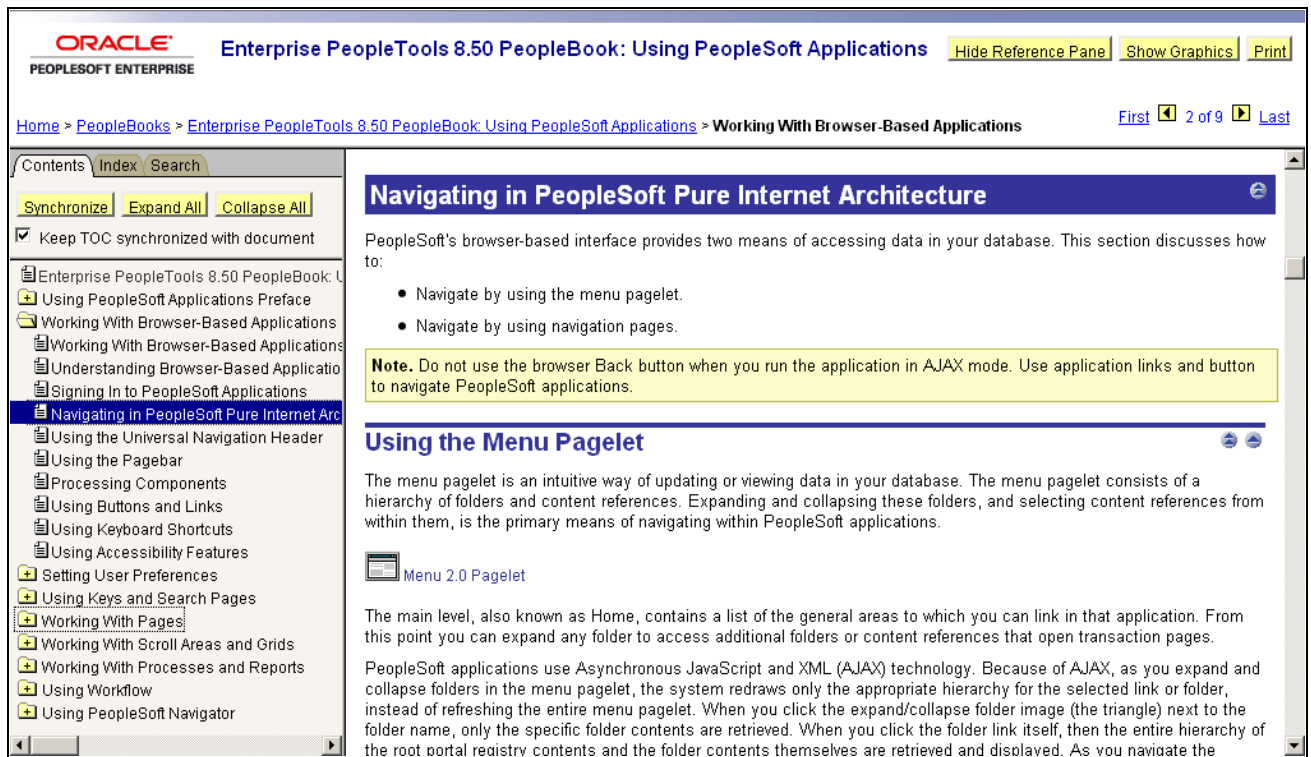 ORACLE
PEOPLESOFT ENTERPRISE
Enterprise PeopleTools 8.50 PeopleBook: Using PeopleSoft Applications
Hide Reference Pane Show Graphics Print
Home > PeopleBooks > Enterprise PeopleTools 8.50 PeopleBook: Using PeopleSoft Applications > Working With Browser-Based Applications
First 2 of 9 Last
Contents Index Search
Synchronize Expand All Collapse All
Keep TOC synchronized with document
Enterprise PeopleTools 8.50 PeopleBook: U
Using PeopleSoft Applications Preface
Working With Browser-Based Applications
Working With Browser-Based Applications
Understanding Browser-Based Applicatio
Signing In to PeopleSoft Applications
Navigating in PeopleSoft Pure Internet Arc
Using the Universal Navigation Header
Using the Pagebar
Processing Components
Using Buttons and Links
Using Keyboard Shortcuts
Using Accessibility Features
Setting User Preferences
Using Keys and Search Pages
Working With Pages
Working With Scroll Areas and Grids
Working With Processes and Reports
Using Workflow
Using PeopleSoft Navigator
Navigating in PeopleSoft Pure Internet Architecture
PeopleSoft's browser-based interface provides two means of accessing data in your database. This section discusses how
to:
• Navigate by using the menu pagelet.
• Navigate by using navigation pages.
Note. Do not use the browser Back button when you run the application in AJAX mode. Use application links and button
to navigate PeopleSoft applications.
Using the Menu Pagelet
The menu pagelet is an intuitive way of updating or viewing data in your database. The menu pagelet consists of a
hierarchy of folders and content references. Expanding and collapsing these folders, and selecting content references from
within them, is the primary means of navigating within PeopleSoft applications.
Menu 2.0 Pagelet
The main level, also known as Home, contains a list of the general areas to which you can link in that application. From
this point you can expand any folder to access additional folders or content references that open transaction pages.
PeopleSoft applications use Asynchronous JavaScript and XML (AJAX) technology. Because of AJAX, as you expand and
collapse folders in the menu pagelet, the system redraws only the appropriate hierarchy for the selected link or folder,
instead of refreshing the entire menu pagelet. When you click the expand/collapse folder image (the triangle) next to the
folder name, only the specific folder contents are retrieved. When you click the folder link itself, then the entire hierarchy of
the root portal registry contents and the folder contents themselves are retrieved and displayed. As you navigate the